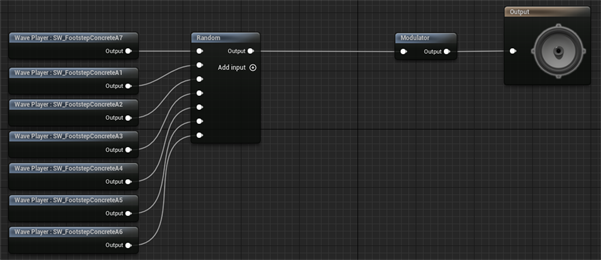 Output
Wave Player : SW_FootstepConcreteA7
Output
Random
Output
Add input
Modulator
Output
Wave Player : SW_FootstepConcreteA1
Output
Wave Player : SW_FootstepConcreteA2
Output
Wave Player : SW_FootstepConcreteA3
Output
Wave Player : SW_FootstepConcreteA4
Output
Wave Player : SW_FootstepConcreteA5
Output
Wave Player : SW_FootstepConcreteA6
Output